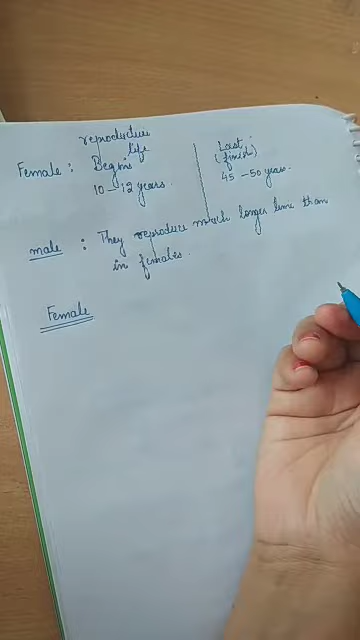 reproductive
life
Female : Begins
10 - 12 years.
Last
(finish)
45 - 50 years.
male : They reproduce much longer time than
in females.
Female